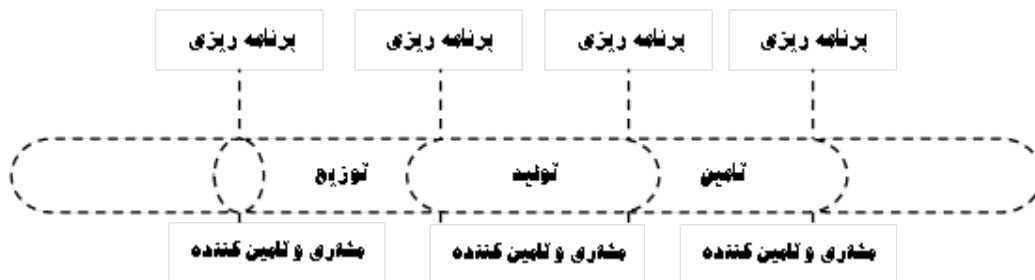 برنامه ریزی
برنامه ریزی
برنامه ریزی
برنامه ریزی
تامین
تولید
توزیع
مشتری و تامین کننده
مشتری و تامین کننده
مشتری و تامین کننده